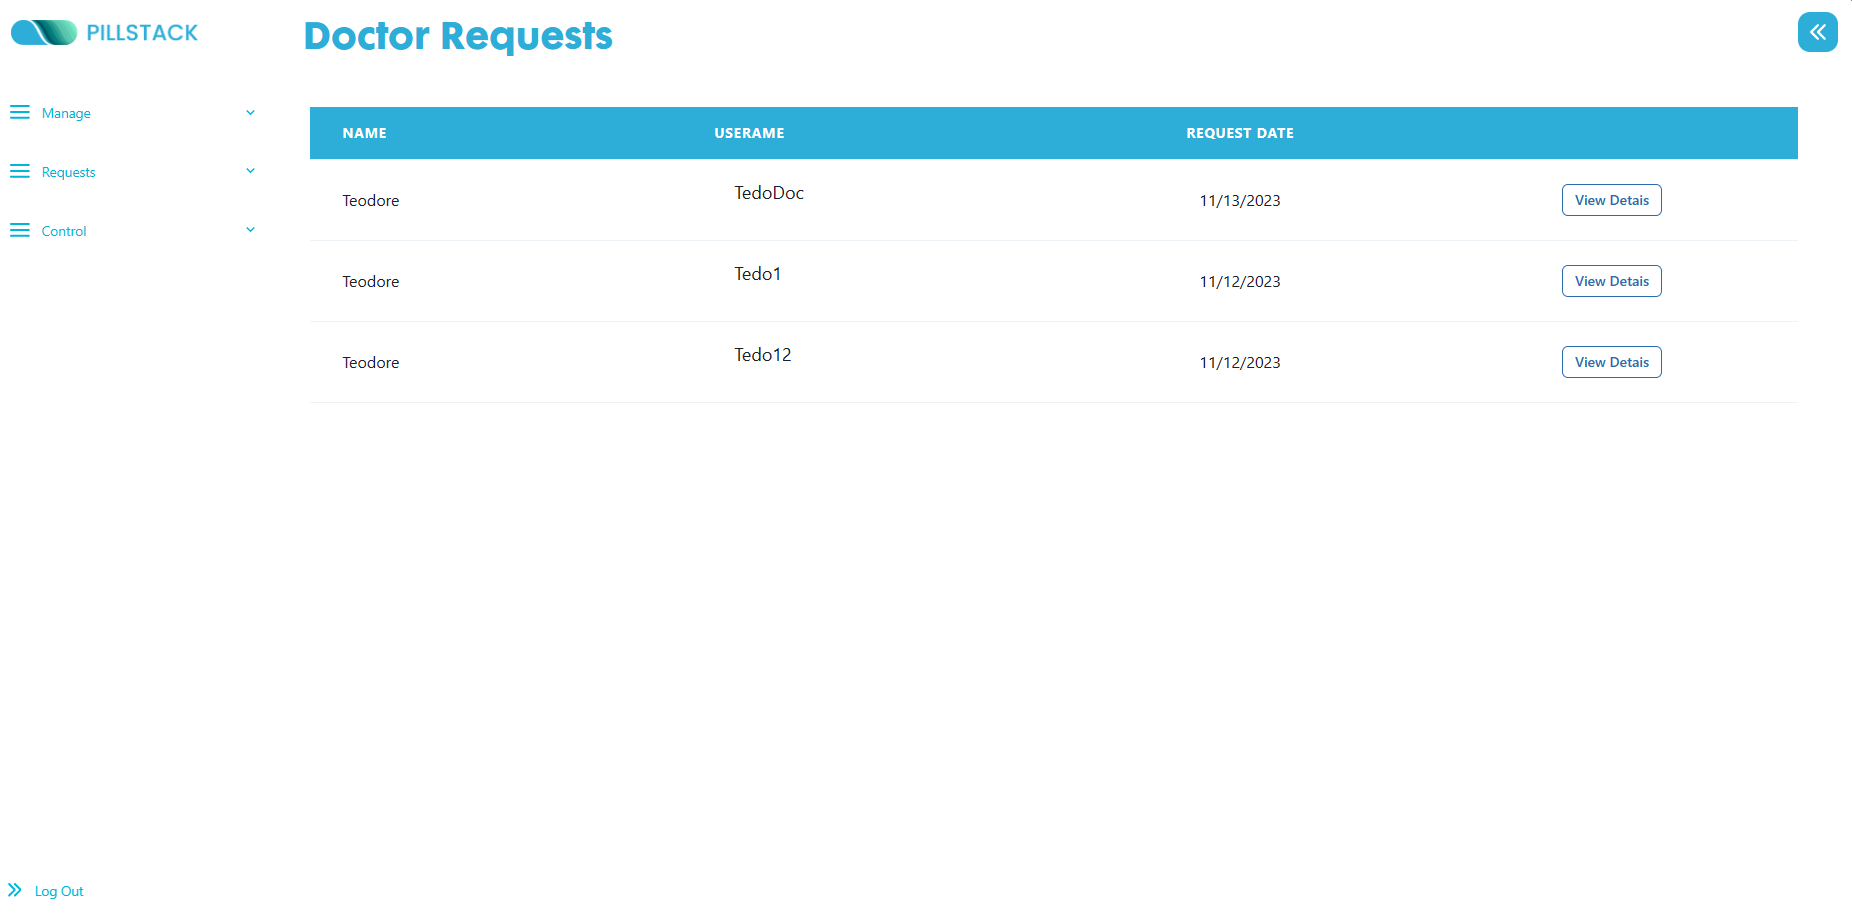 PILLSTACK
Doctor Requests
Manage
Requests
Control
NAME USERAME REQUEST DATE
Teodore TedoDoc 11/13/2023 View Detais
Teodore Tedo1 11/12/2023 View Detais
Teodore Tedo12 11/12/2023 View Detais
Log Out